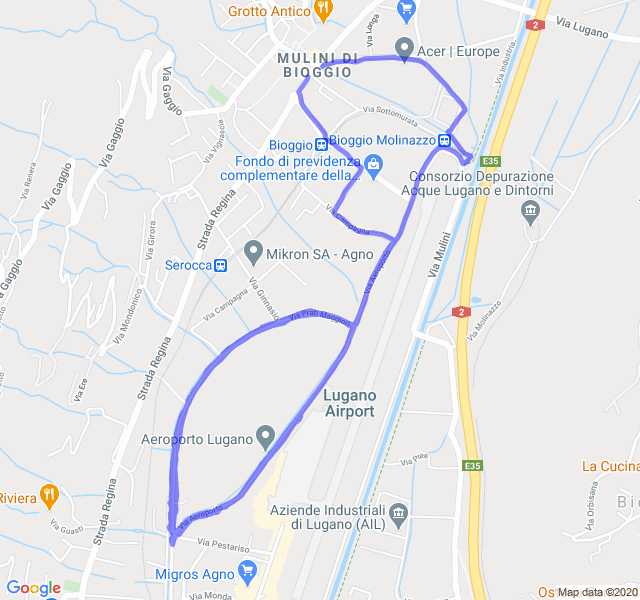 Grotto Antico
Via Longa
Via Lugano
2
Acer | Europe
Via Industria
MULINI DI
BIOGGIO
Via Gaggio
Via Gaggio
Via Sottomurata
Via Vignascia
Bioggio
Bioggio Molinazzo
E35
Fondo di previdenza
complementare della...
Consorzio Depurazione
Acque Lugano e Dintorni
Via Renera
Via Gaggio
Strada Regina
Via Campagna
Via Girora
Via Mulini
Mikron SA - Agno
Serocca
Via Aeroporto
Via Gaggio
Via Mondonico
Via Campagna
Via Ginnasio
Via Prati Maggiori
2
Via Molinazzo
Strada Regina
Via Ere
Lugano
Airport
Aeroporto Lugano
Via Plee
E35
La Cucina
Riviera
Via Guasti
Strada Regina
Via Aeroporto
Aziende Industriali
di Lugano (AIL)
Via Orbisana
Bi
Via Pestariso
Migros Agno
Via Monda
Os
Google
Map data ©2020